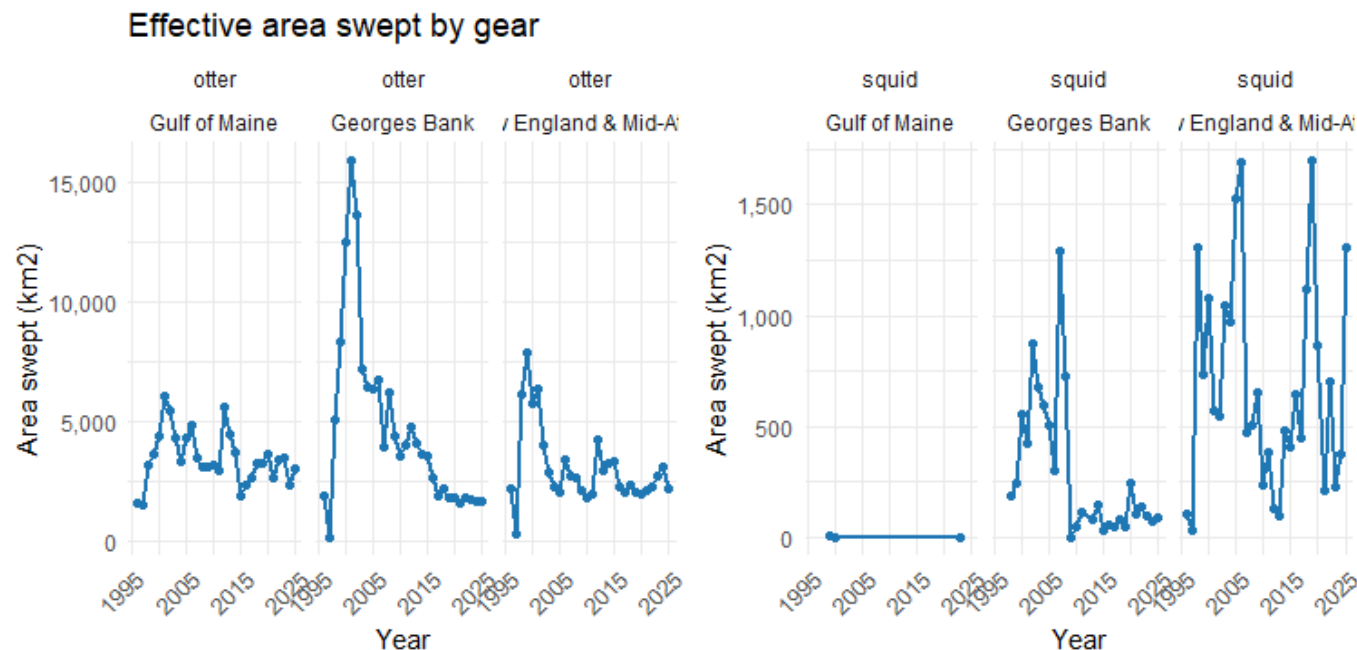 Effective area swept by gear
otter otter otter squid squid squid
Gulf of Maine Georges Bank England & Mid-A Gulf of Maine Georges Bank England & Mid-A
Area swept (km2)
15,000
10,000
5,000
0
1995 2005 2015 2025 1995 2005 2015 2025 1995 2005 2015 2025
Year
Area swept (km2)
1,500
1,000
500
0
1995 2005 2015 2025 1995 2005 2015 2025 1995 2005 2015 2025
Year